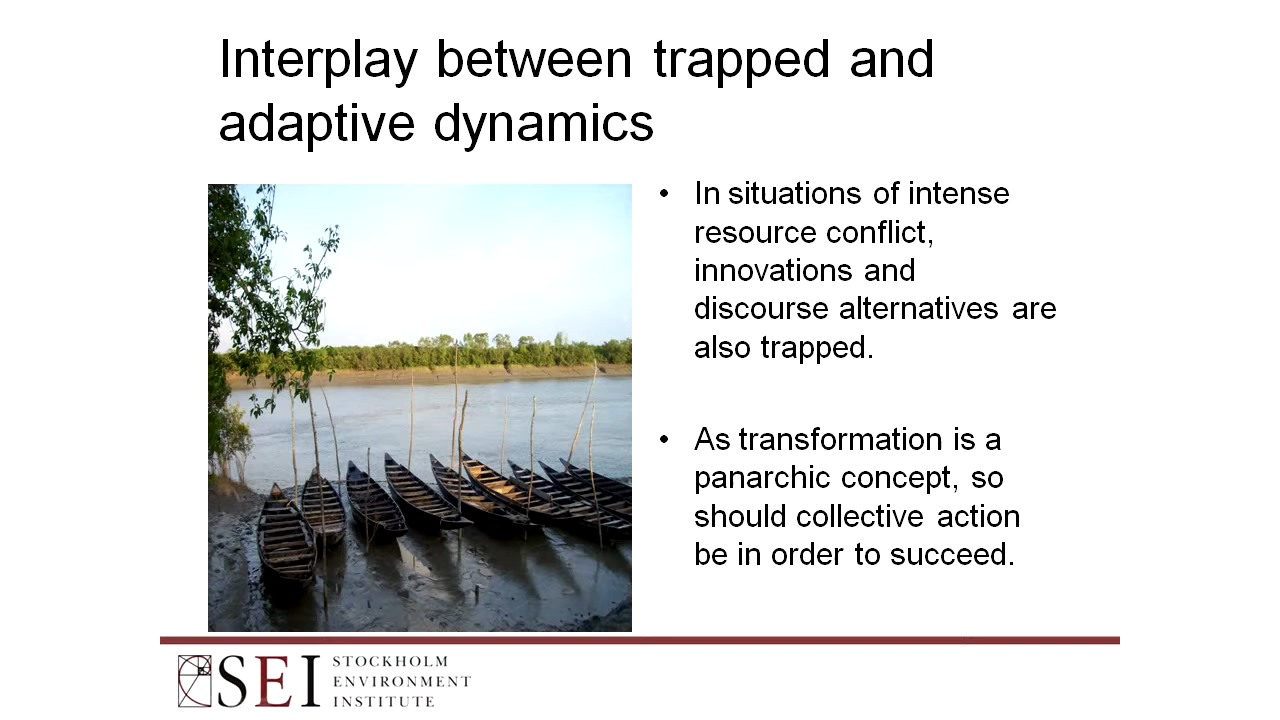 Interplay between trapped and
adaptive dynamics
• In situations of intense
resource conflict,
innovations and
discourse alternatives are
also trapped.
• As transformation is a
panarchic concept, so
should collective action
be in order to succeed.
SEI STOCKHOLM
ENVIRONMENT
INSTITUTE